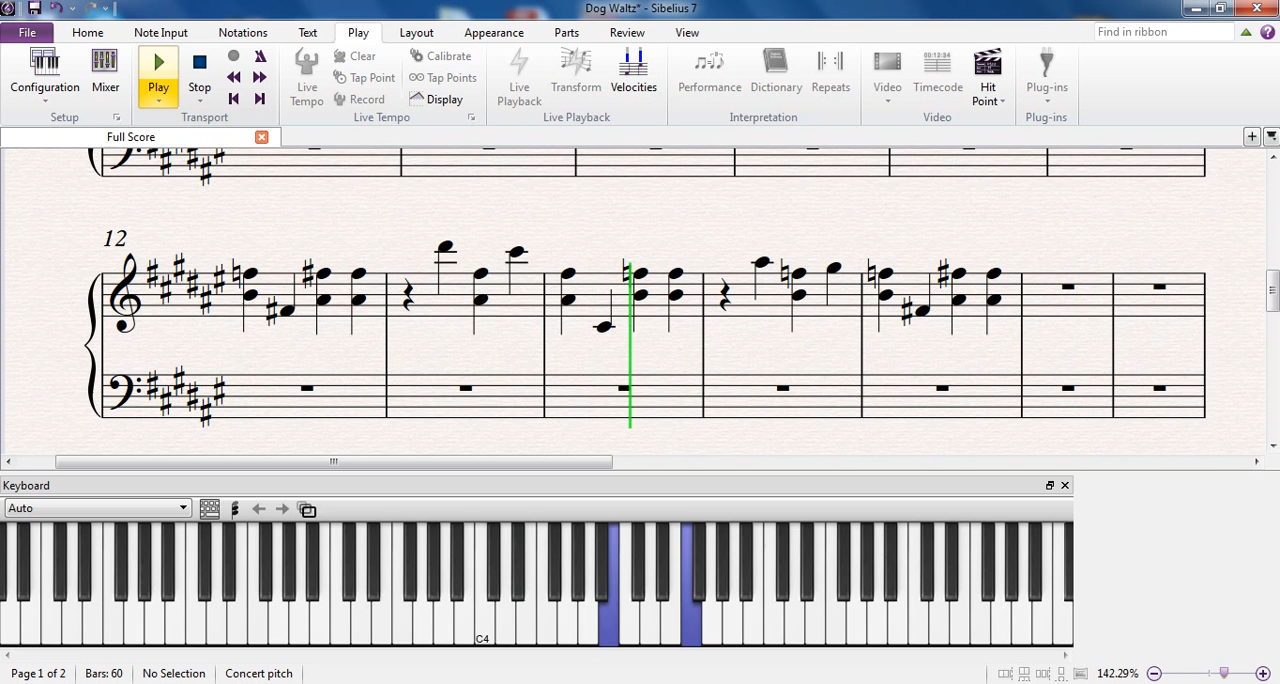 Dog Waltz* - Sibelius 7
File Home Note Input Notations Text Play Layout Appearance Parts Review View Find in ribbon
Configuration Mixer
Setup
Play Stop
Transport
Live Tempo
Clear
Tap Point
Record
Calibrate
Tap Points
Display
Live Tempo
Live Playback
Transform Velocities
Live Playback
Performance Dictionary Repeats
Interpretation
Video Timecode Hit Point
00:12:34
Video
Plug-ins
Plug-ins
Full Score
12
Keyboard
Auto
C4
Page 1 of 2 Bars: 60 No Selection Concert pitch 142.29%